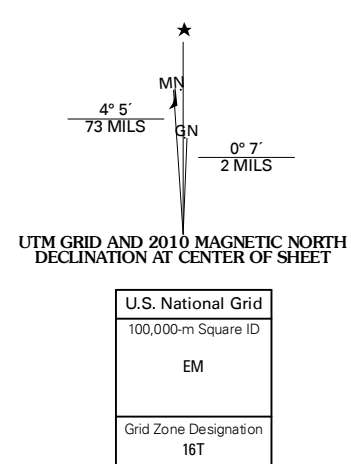 MN
4° 5´
73 MILS
GN
0° 7´
2 MILS
UTM GRID AND 2010 MAGNETIC NORTH
DECLINATION AT CENTER OF SHEET
U.S. National Grid
100,000-m Square ID
EM
Grid Zone Designation
16T